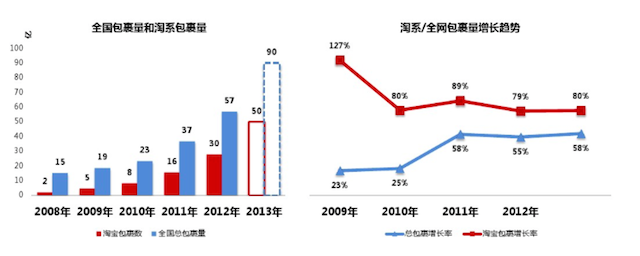 全国包裹量和淘系包裹量
亿
100
90
80
70
60
50
40
30
20
10
0
2 15 5 19 8 23 16 37 30 57 50 90
2008年 2009年 2010年 2011年 2012年 2013年
淘宝包裹数 全国总包裹量
淘系/全网包裹量增长趋势
127% 80% 89% 79% 80%
23% 25% 58% 55% 58%
2009年 2010年 2011年 2012年
总包裹增长率 淘宝包裹增长率